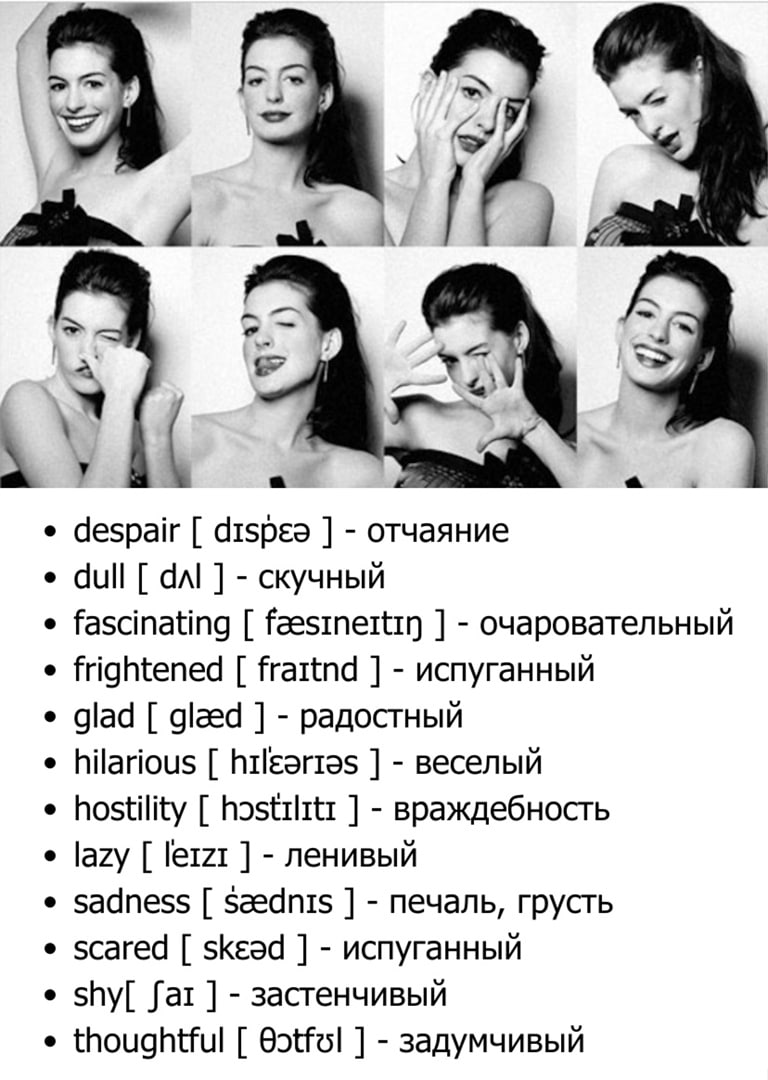 • despair [ dɪsṗɛə ] - отчаяние
• dull [ dʌl ] - скучный
• fascinating [ f́æsɪneɪtɪŋ ] - очаровательный
• frightened [ fraɪtnd ] - испуганный
• glad [ glæd ] - радостный
• hilarious [ hɪl'ɛərɪəs ] - веселый
• hostility [ hɔst'ɪlɪtɪ ] - враждебность
• lazy [ l'eɪzɪ ] - ленивый
• sadness [ ṡædnɪs ] - печаль, грусть
• scared [ skɛəd ] - испуганный
• shy[ ʃaɪ ] - застенчивый
• thoughtful [ θɔtfʊl ] - задумчивый